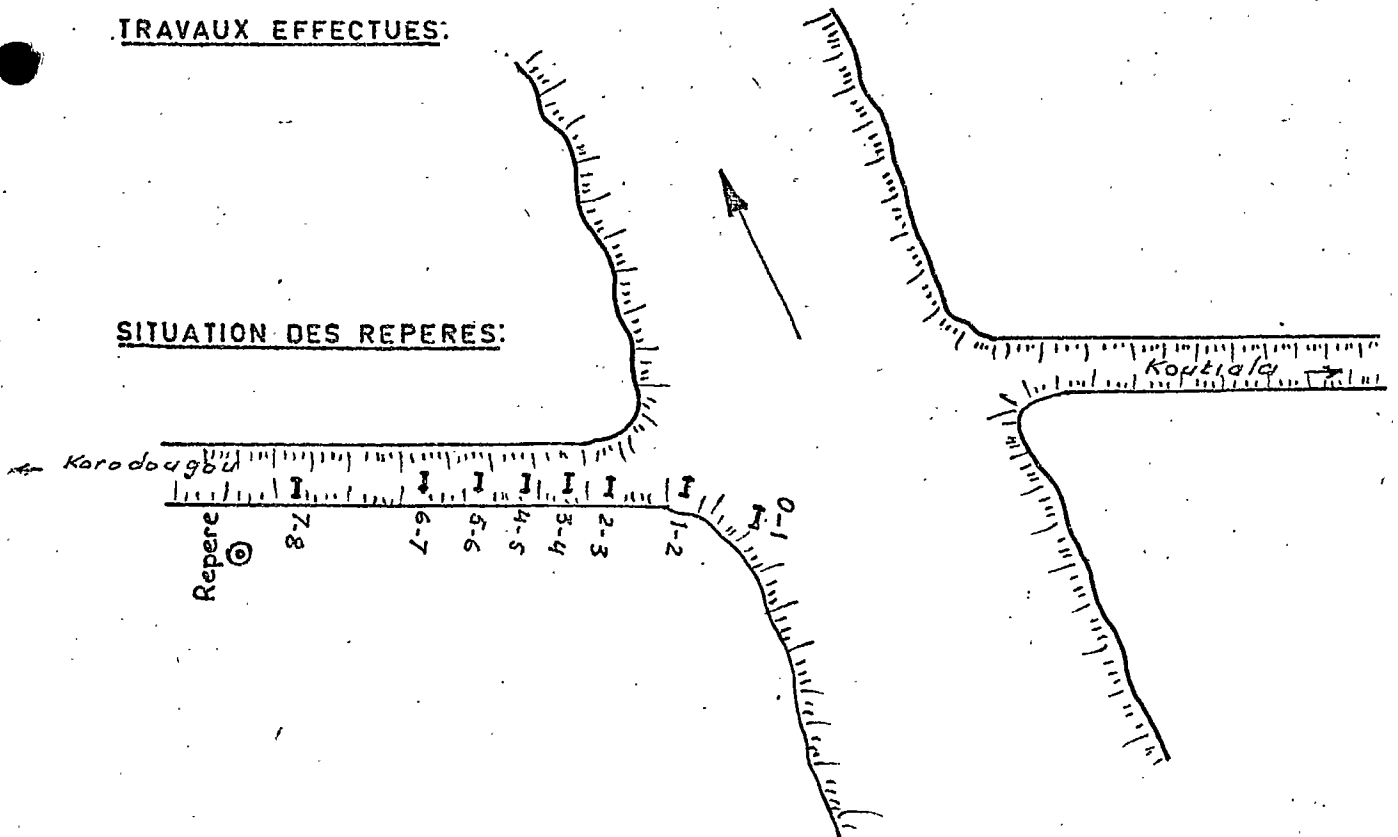 .TRAVAUX EFFECTUES:
SITUATION DES REPERES:
Koutiala
Korodougou
Repere
7-8
6-7
5-6
4-5
3-4
2-3
1-2
0-1